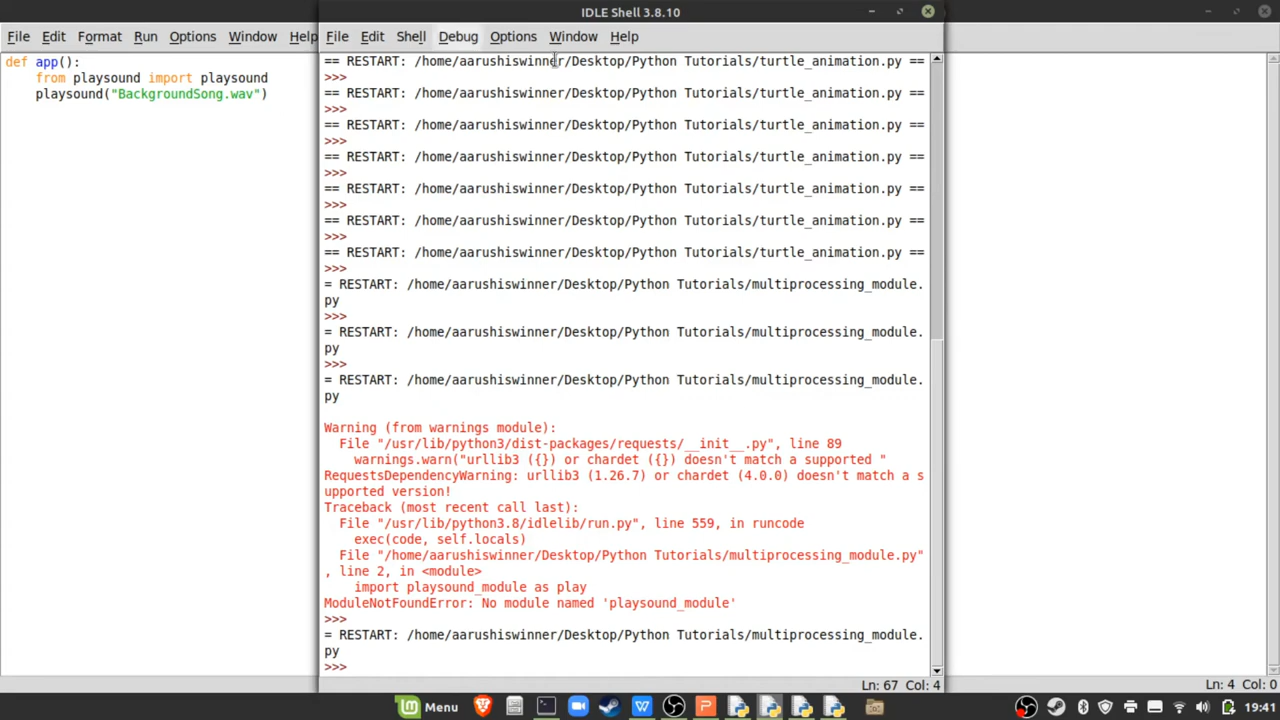 IDLE Shell 3.8.10
File Edit Format Run Options Window Help
File Edit Shell Debug Options Window Help
def app():
    from playsound import playsound
    playsound("BackgroundSong.wav")
== RESTART: /home/aarushiswinner/Desktop/Python Tutorials/turtle_animation.py ==
>>>
== RESTART: /home/aarushiswinner/Desktop/Python Tutorials/turtle_animation.py ==
>>>
== RESTART: /home/aarushiswinner/Desktop/Python Tutorials/turtle_animation.py ==
>>>
== RESTART: /home/aarushiswinner/Desktop/Python Tutorials/turtle_animation.py ==
>>>
== RESTART: /home/aarushiswinner/Desktop/Python Tutorials/turtle_animation.py ==
>>>
== RESTART: /home/aarushiswinner/Desktop/Python Tutorials/turtle_animation.py ==
>>>
== RESTART: /home/aarushiswinner/Desktop/Python Tutorials/turtle_animation.py ==
>>>
= RESTART: /home/aarushiswinner/Desktop/Python Tutorials/multiprocessing_module.
py
>>>
= RESTART: /home/aarushiswinner/Desktop/Python Tutorials/multiprocessing_module.
py
>>>
= RESTART: /home/aarushiswinner/Desktop/Python Tutorials/multiprocessing_module.
py
Warning (from warnings module):
  File "/usr/lib/python3/dist-packages/requests/__init__.py", line 89
    warnings.warn("urllib3 ({}) or chardet ({}) doesn't match a supported "
RequestsDependencyWarning: urllib3 (1.26.7) or chardet (4.0.0) doesn't match a s
upported version!
Traceback (most recent call last):
  File "/usr/lib/python3.8/idlelib/run.py", line 559, in runcode
    exec(code, self.locals)
  File "/home/aarushiswinner/Desktop/Python Tutorials/multiprocessing_module.py"
, line 2, in <module>
    import playsound_module as play
ModuleNotFoundError: No module named 'playsound_module'
>>>
= RESTART: /home/aarushiswinner/Desktop/Python Tutorials/multiprocessing_module.
py
>>>
Ln: 67 Col: 4
Ln: 4 Col: 0
Menu
19:41